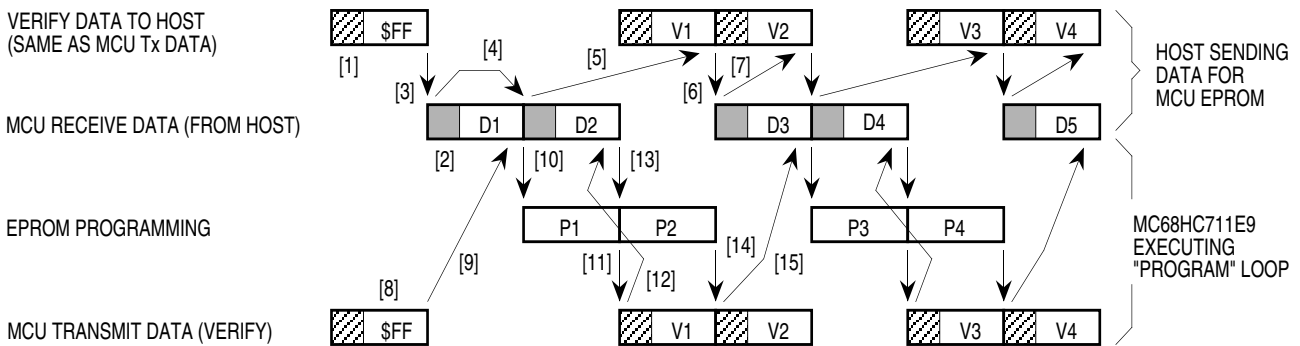 VERIFY DATA TO HOST
(SAME AS MCU Tx DATA)
$FF
V1
V2
V3
V4
[1]
[3]
[4]
[5]
[6]
[7]
HOST SENDING
DATA FOR
MCU EPROM
MCU RECEIVE DATA (FROM HOST)
D1
D2
D3
D4
D5
[2]
[10]
[13]
EPROM PROGRAMMING
P1
P2
P3
P4
MC68HC711E9
EXECUTING
"PROGRAM" LOOP
[8]
[9]
[11]
[12]
[14]
[15]
MCU TRANSMIT DATA (VERIFY)
$FF
V1
V2
V3
V4